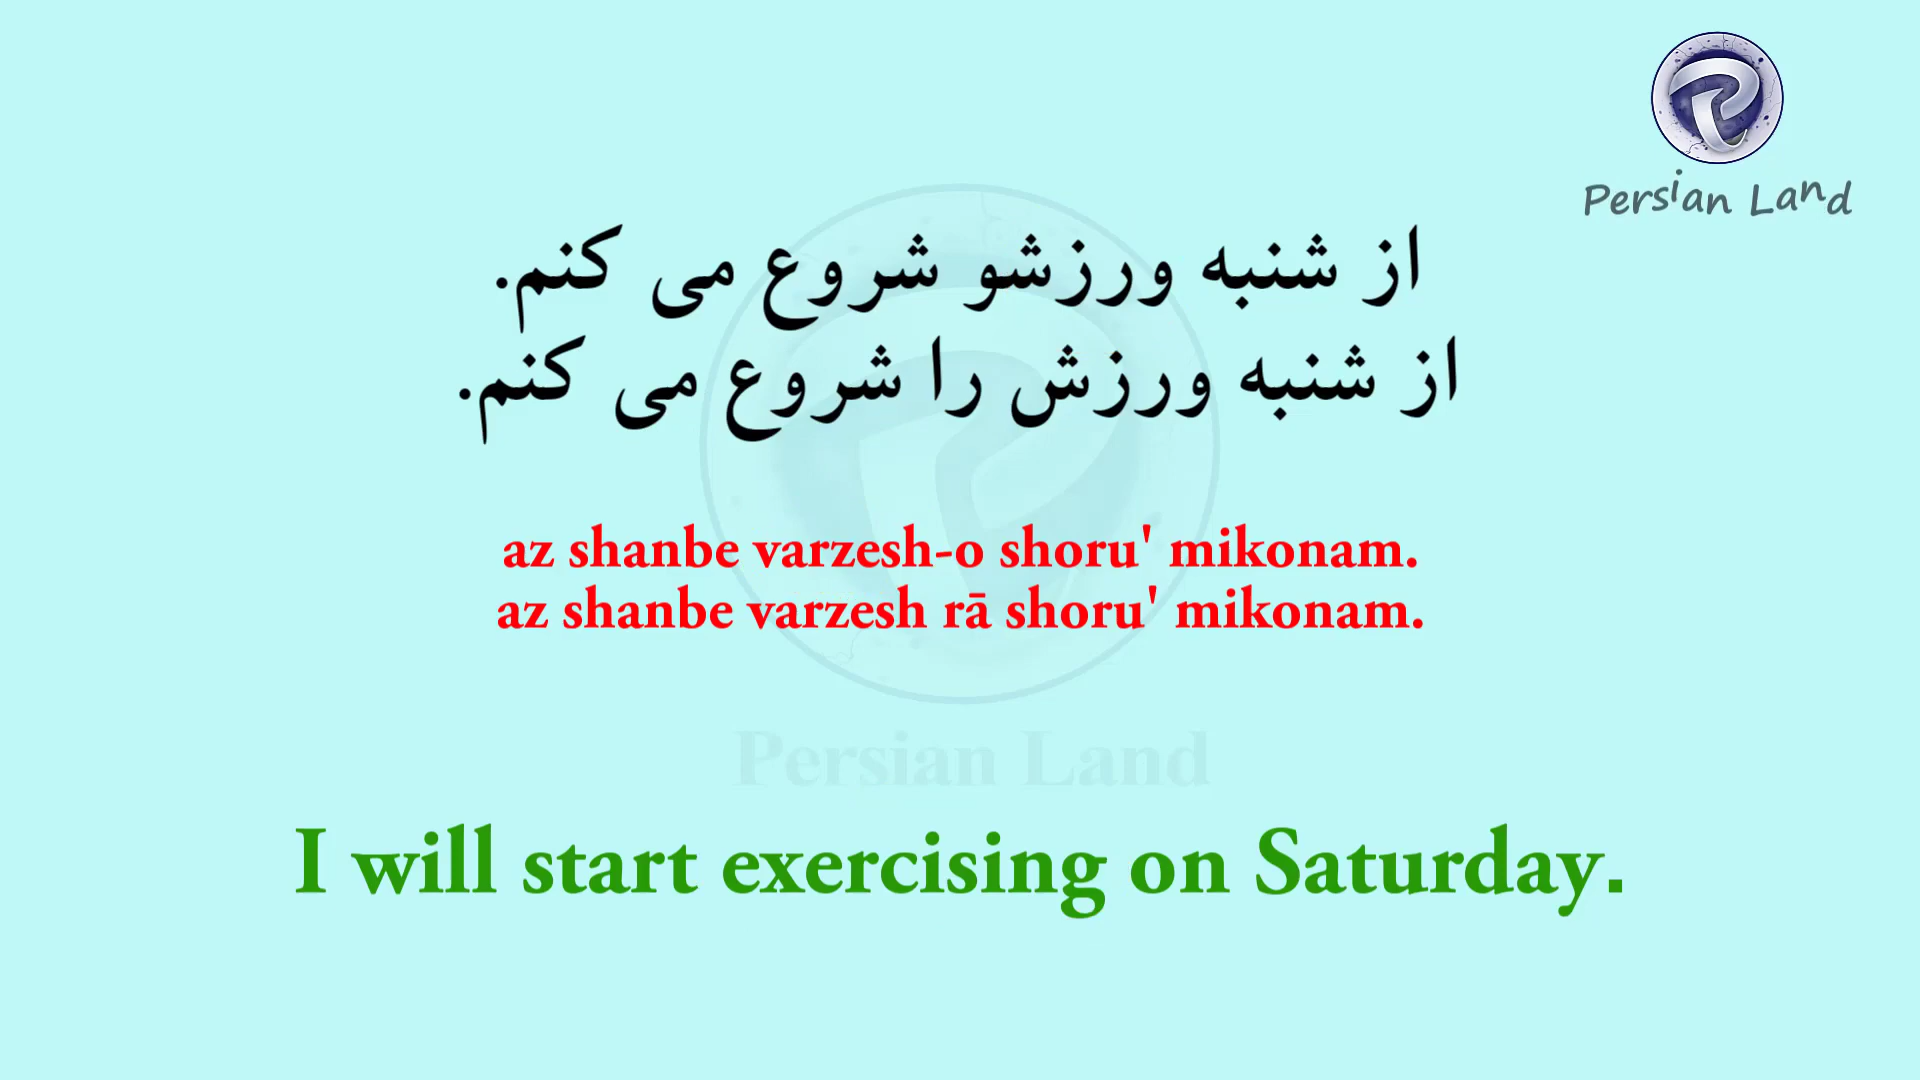 Persian Land
از شنبه ورزشو شروع می کنم.
از شنبه ورزش را شروع می کنم.
az shanbe varzesh-o shoru' mikonam.
az shanbe varzesh rā shoru' mikonam.
Persian Land
I will start exercising on Saturday.